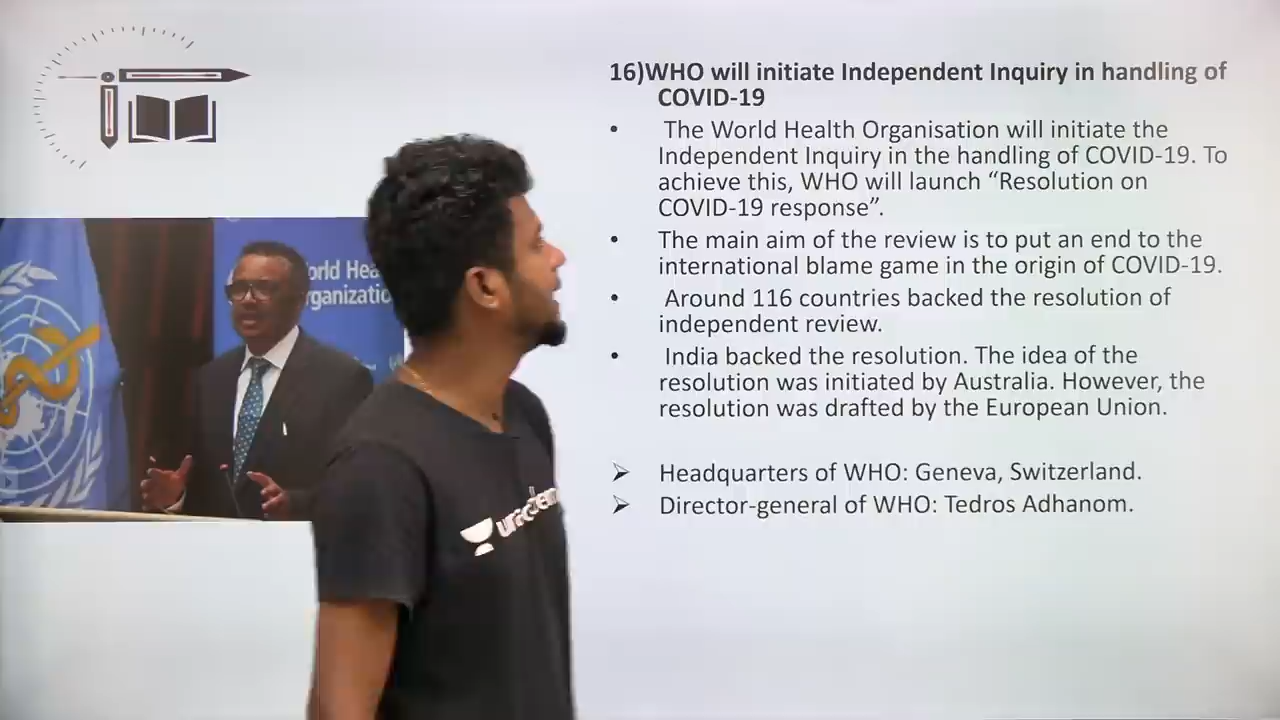 16)WHO will initiate Independent Inquiry in handling of
COVID-19
• The World Health Organisation will initiate the
Independent Inquiry in the handling of COVID-19. To
achieve this, WHO will launch “Resolution on
COVID-19 response”.
• The main aim of the review is to put an end to the
international blame game in the origin of COVID-19.
• Around 116 countries backed the resolution of
independent review.
• India backed the resolution. The idea of the
resolution was initiated by Australia. However, the
resolution was drafted by the European Union.
➢ Headquarters of WHO: Geneva, Switzerland.
➢ Director-general of WHO: Tedros Adhanom.